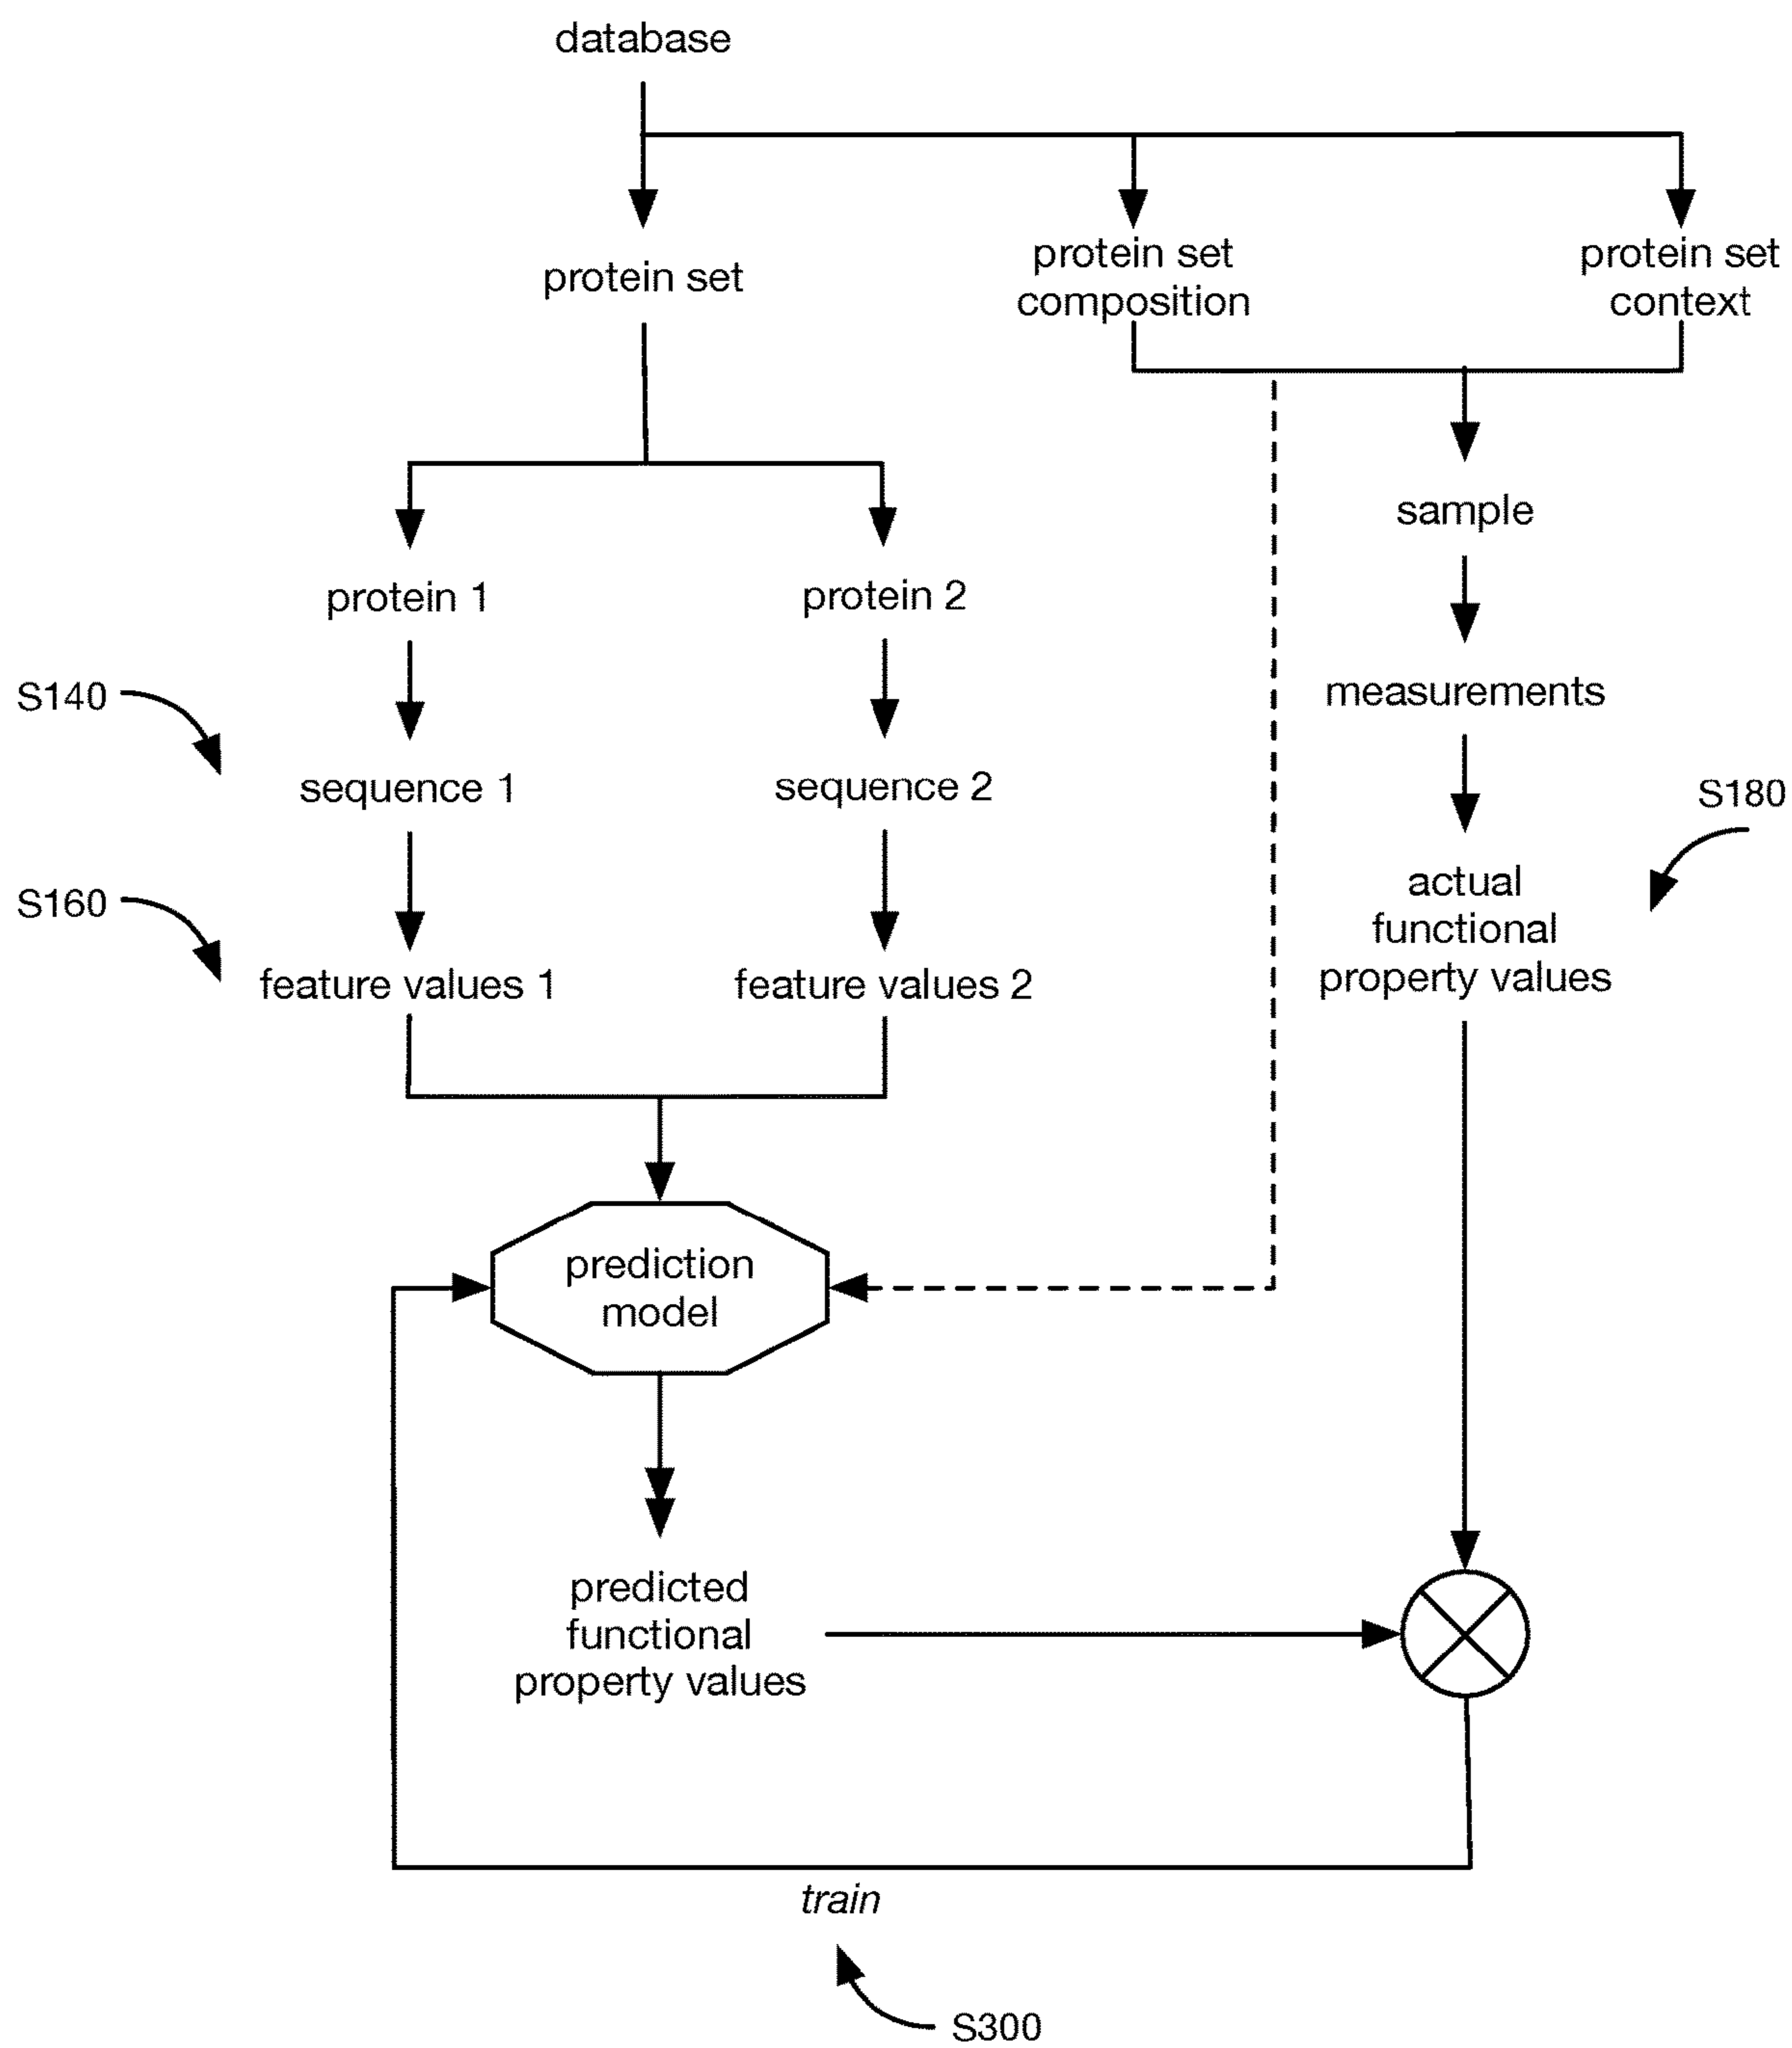 database
protein set
protein set
composition
protein set
context
sample
protein 1
protein 2
measurements
S140
sequence 1
sequence 2
S180
actual
functional
property values
S160
feature values 1
feature values 2
prediction
model
predicted
functional
property values
train
S300